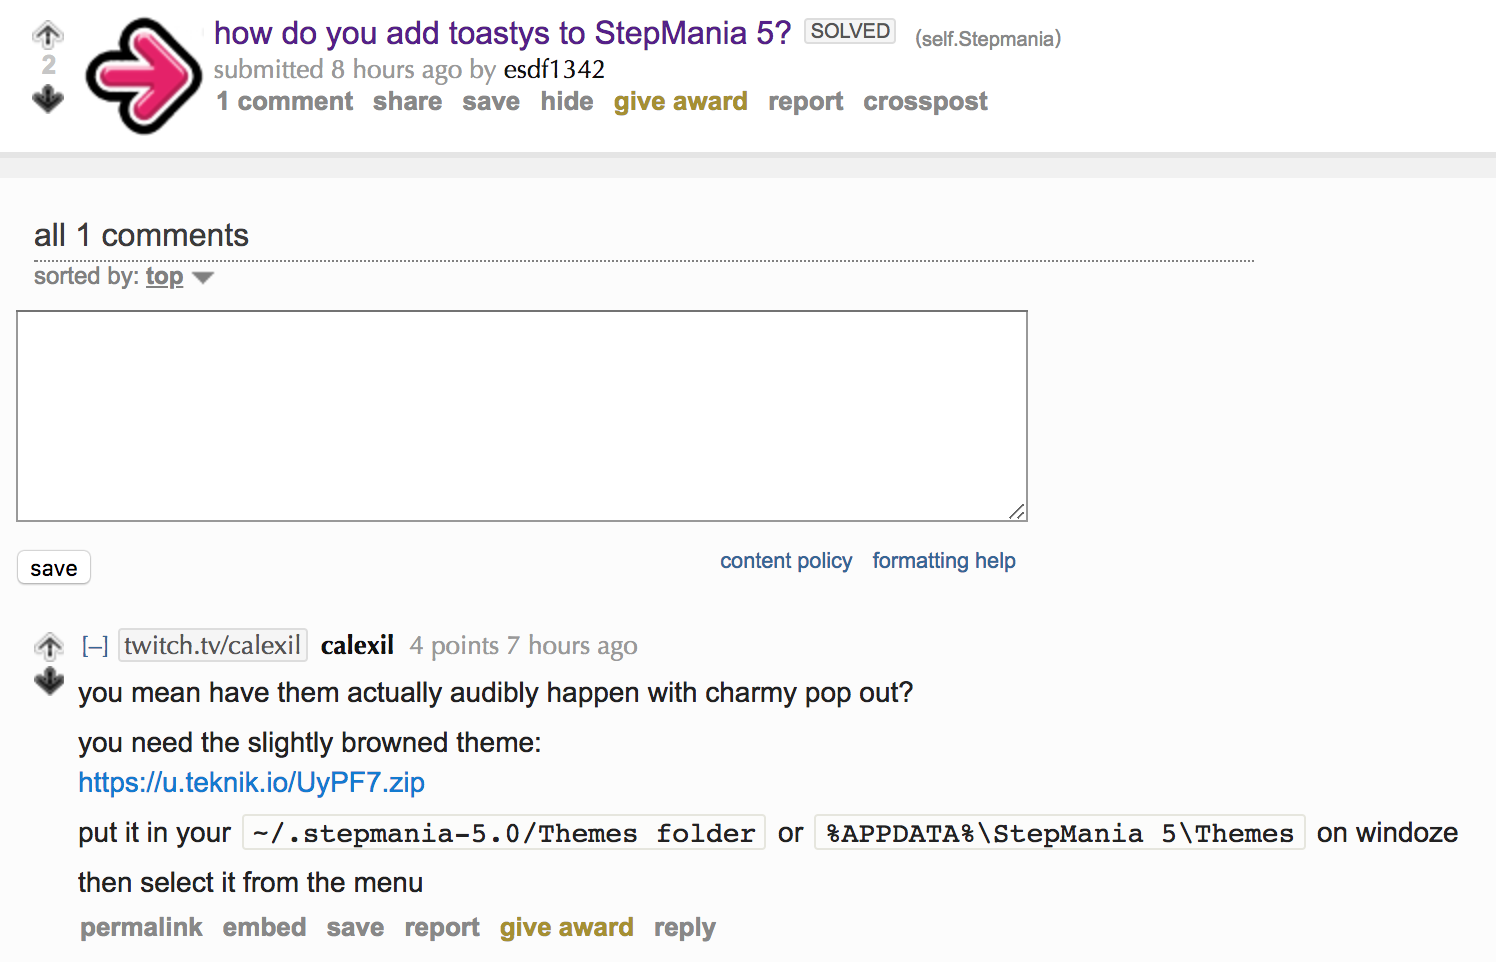 how do you add toastys to StepMania 5? SOLVED (self.Stepmania)
2
submitted 8 hours ago by esdf1342
1 comment share save hide give award report crosspost
all 1 comments
sorted by: top
save content policy formatting help
[–] twitch.tv/calexil calexil 4 points 7 hours ago
you mean have them actually audibly happen with charmy pop out?
you need the slightly browned theme:
https://u.teknik.io/UyPF7.zip
put it in your ~/.stepmania-5.0/Themes folder or %APPDATA%\StepMania 5\Themes on windoze
then select it from the menu
permalink embed save report give award reply